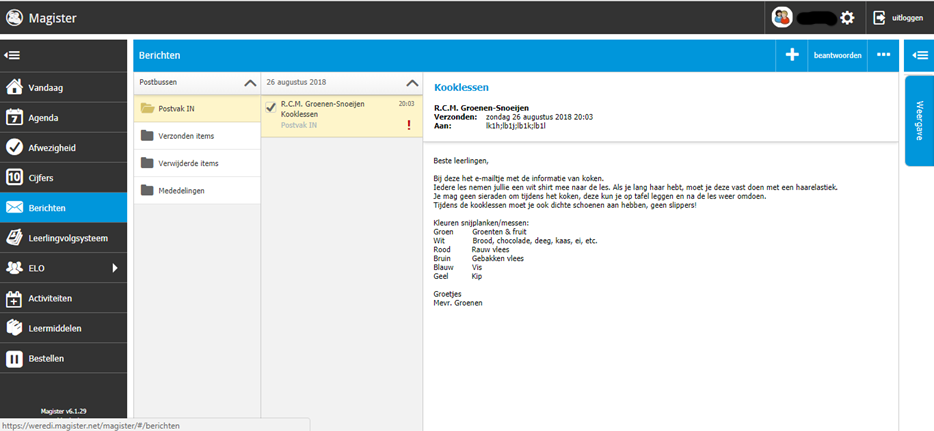 Magister
uitloggen
Vandaag
Agenda
Afwezigheid
Cijfers
Berichten
Leerlingvolgsysteem
ELO
Activiteiten
Leermiddelen
Bestellen
Magister v6.1.29
https://weredi.magister.net/magister/#/berichten
Berichten
beantwoorden
Postbussen
Postvak IN
Verzonden items
Verwijderde items
Mededelingen
26 augustus 2018
R.C.M. Groenen-Snoeijen 20:03
Kooklessen
Postvak IN !
Kooklessen
R.C.M. Groenen-Snoeijen
Verzonden: zondag 26 augustus 2018 20:03
Aan: lk1h;lb1j;lb1k;lb1l
Beste leerlingen,
Bij deze het e-mailtje met de informatie van koken.
Iedere les nemen jullie een wit shirt mee naar de les. Als je lang haar hebt, moet je deze vast doen met een haarelastiek.
Je mag geen sieraden om tijdens het koken, deze kun je op tafel leggen en na de les weer omdoen.
Tijdens de kooklessen moet je ook dichte schoenen aan hebben, geen slippers!
Kleuren snijplanken/messen:
Groen Groenten & fruit
Wit Brood, chocolade, deeg, kaas, ei, etc.
Rood Rauw vlees
Bruin Gebakken vlees
Blauw Vis
Geel Kip
Groetjes
Mevr. Groenen
Weergave